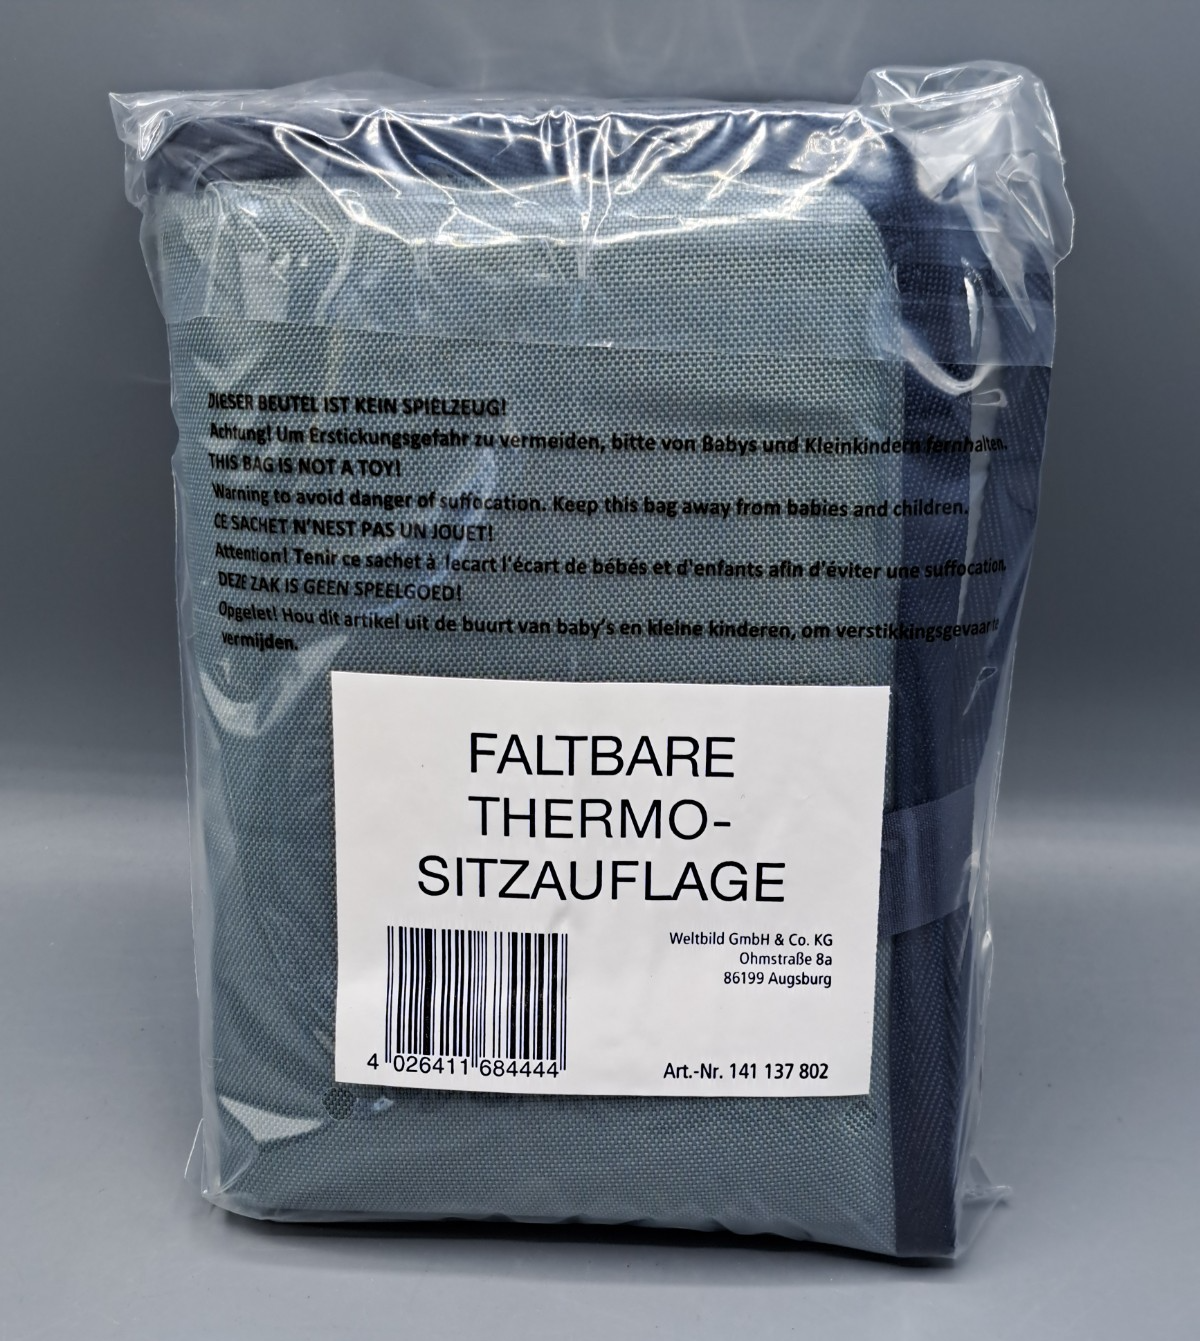 DIESER BEUTEL IST KEIN SPIELZEUG!
Achtung! Um Erstickungsgefahr zu vermeiden, bitte von Babys und Kleinkindern fernhalten.
THIS BAG IS NOT A TOY!
Warning to avoid danger of suffocation. Keep this bag away from babies and children.
CE SACHET N'NEST PAS UN JOUET!
Attention! Tenir ce sachet à lecart l'écart de bébés et d'enfants afin d'éviter une suffocation.
DEZE ZAK IS GEEN SPEELGOED!
Opgelet! Hou dit artikel uit de buurt van baby's en kleine kinderen, om verstikkingsgevaar te
vermijden.
FALTBARE
THERMO-
SITZAUFLAGE
Weltbild GmbH & Co. KG
Ohmstraße 8a
86199 Augsburg
4 026411 684444
Art.-Nr. 141 137 802